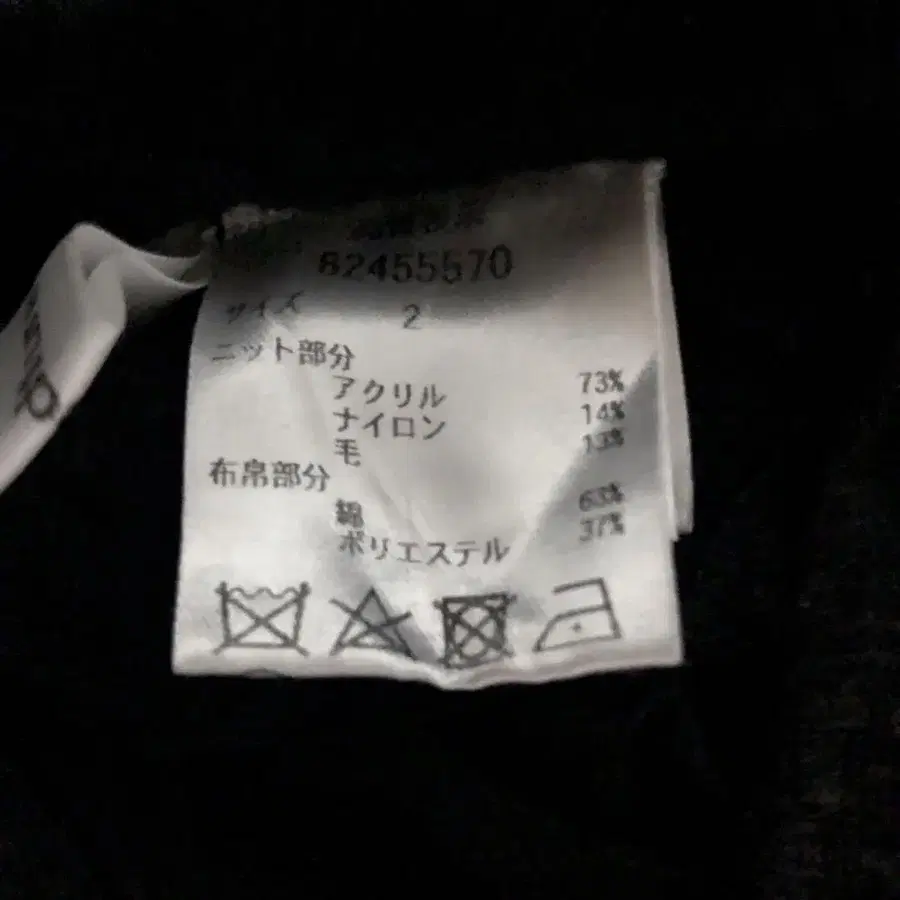 62455570
サイズ 2
ニット部分
アクリル 73%
ナイロン 14%
毛 13%
布帛部分
綿 63%
ポリエステル 37%